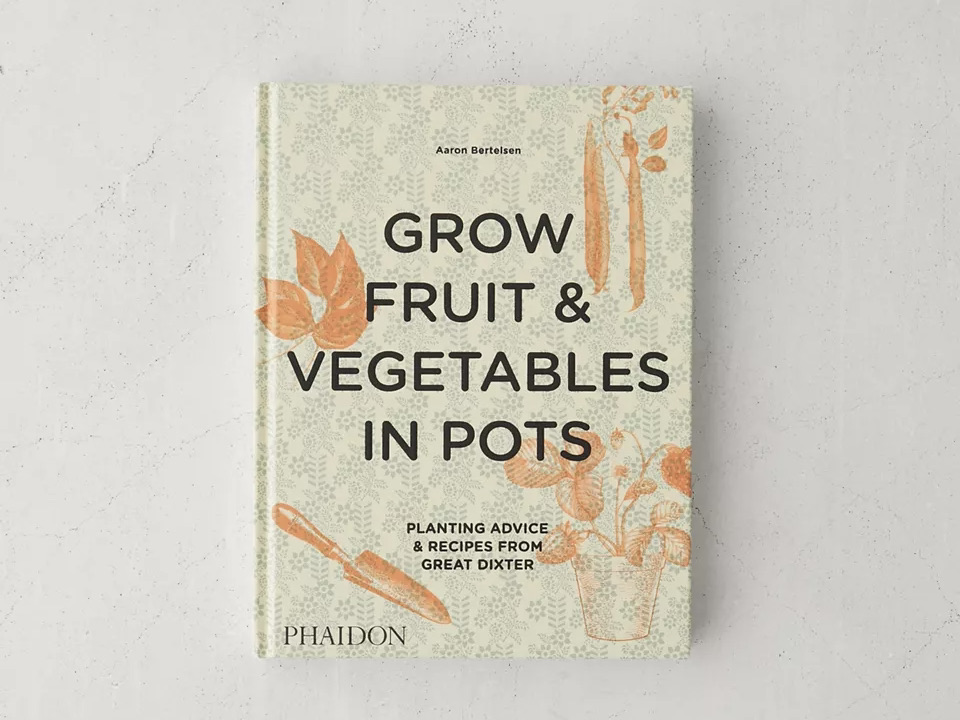 Aaron Bertelsen
GROW
FRUIT &
VEGETABLES
IN POTS
PLANTING ADVICE
& RECIPES FROM
GREAT DIXTER
PHAIDON